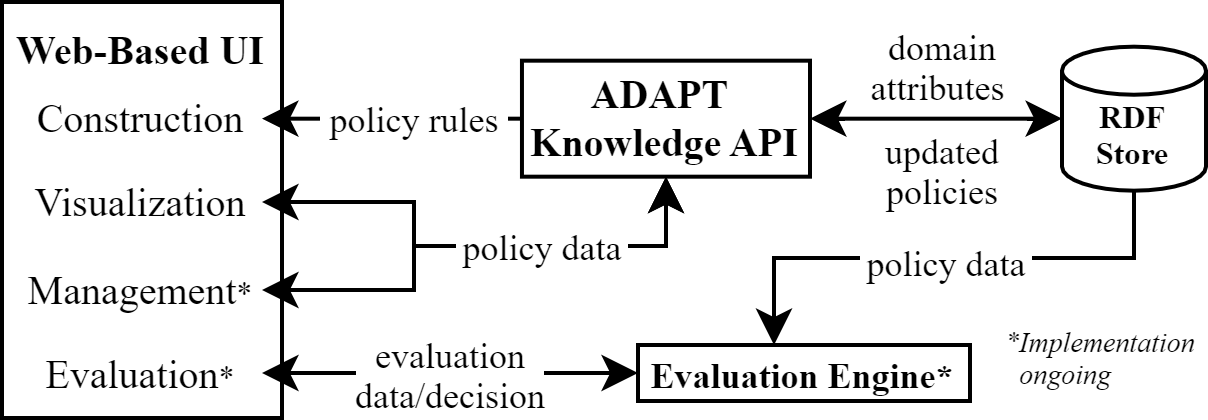 Web-Based UI
Construction
Visualization
Management*
Evaluation*
policy rules
policy data
evaluation
data/decision
ADAPT
Knowledge API
domain
attributes
updated
policies
RDF
Store
policy data
Evaluation Engine*
*Implementation
ongoing